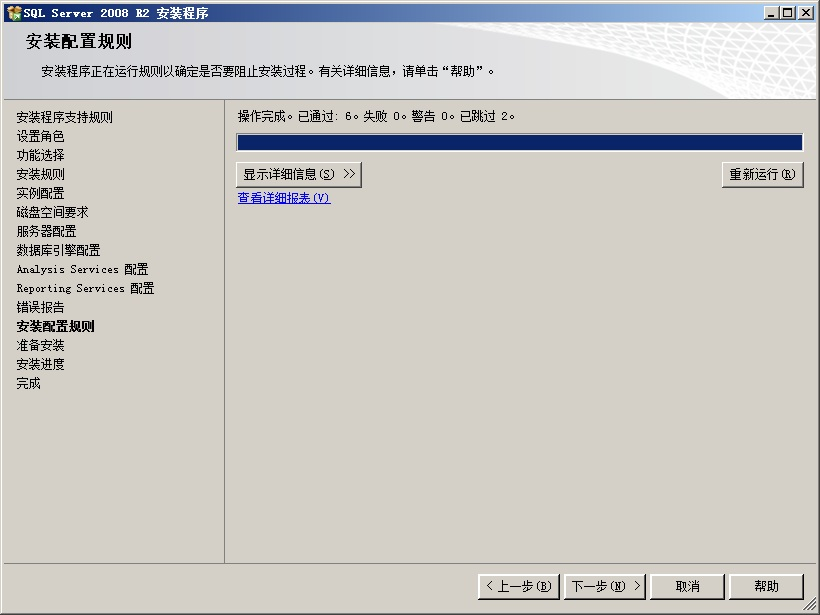 SQL Server 2008 R2 安装程序
安装配置规则
安装程序正在运行规则以确定是否要阻止安装过程。有关详细信息，请单击“帮助”。
安装程序支持规则
设置角色
功能选择
安装规则
实例配置
磁盘空间要求
服务器配置
数据库引擎配置
Analysis Services 配置
Reporting Services 配置
错误报告
安装配置规则
准备安装
安装进度
完成
操作完成。已通过: 6。失败 0。警告 0。已跳过 2。
显示详细信息(S) >>
重新运行(R)
查看详细报表(V)
< 上一步(B)
下一步(N) >
取消
帮助